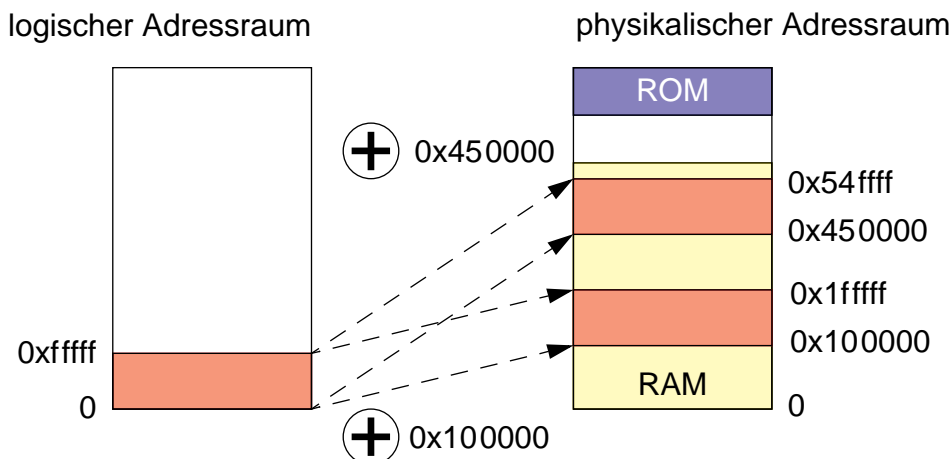 logischer Adressraum
physikalischer Adressraum
ROM
0x450000
0x54ffff
0x450000
0x1fffff
0xfffff
0x100000
RAM
0
0
0x100000